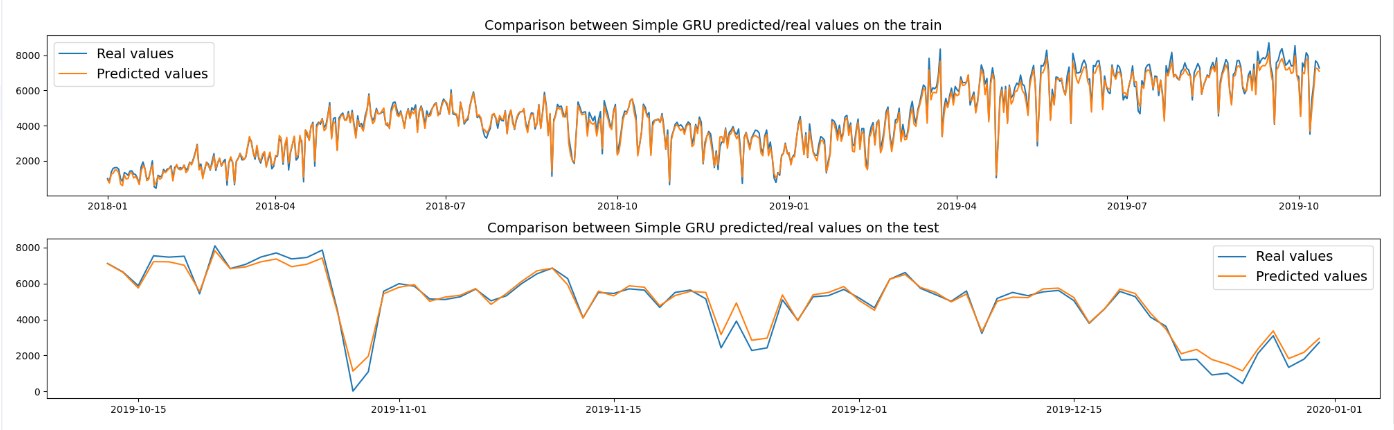 Comparison between Simple GRU predicted/real values on the train
Real values
Predicted values
8000
6000
4000
2000
2018-01 2018-04 2018-07 2018-10 2019-01 2019-04 2019-07 2019-10
Comparison between Simple GRU predicted/real values on the test
Real values
Predicted values
8000
6000
4000
2000
0
2019-10-15 2019-11-01 2019-11-15 2019-12-01 2019-12-15 2020-01-01